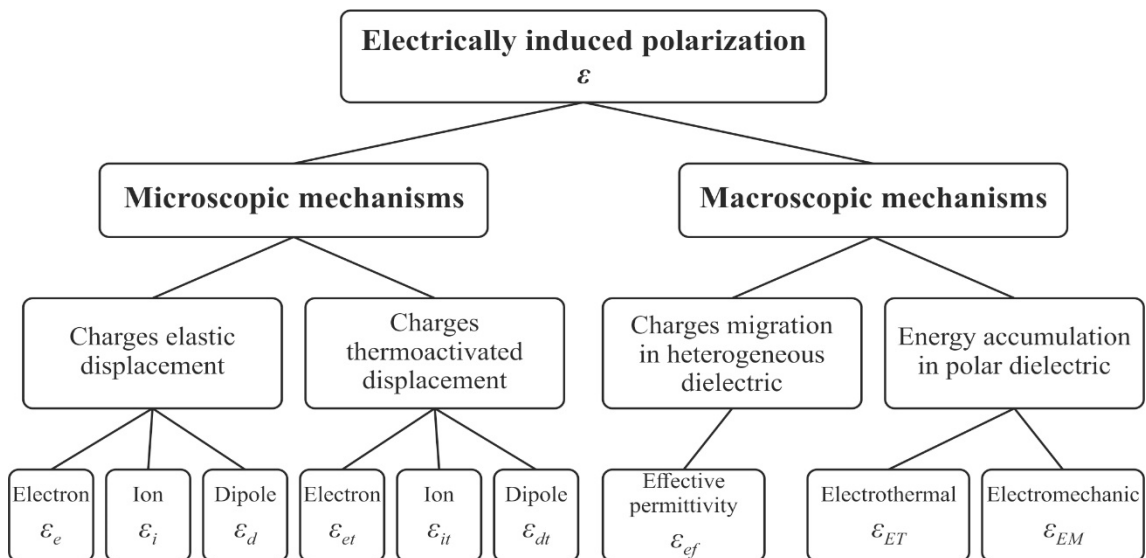 Electrically induced polarization
ε
Microscopic mechanisms
Macroscopic mechanisms
Charges elastic
displacement
Charges
thermoactivated
displacement
Charges migration
in heterogeneous
dielectric
Energy accumulation
in polar dielectric
Electron
εe
Ion
εi
Dipole
εd
Electron
εet
Ion
εit
Dipole
εdt
Effective
permittivity
εef
Electrothermal
εET
Electromechanic
εEM